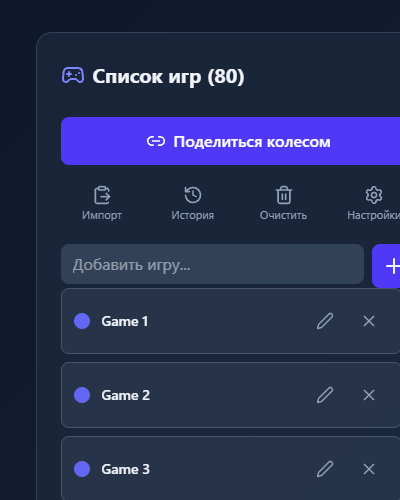 Список игр (80)
Поделиться колесом
Импорт История Очистить Настройки
Добавить игру...
Game 1
Game 2
Game 3